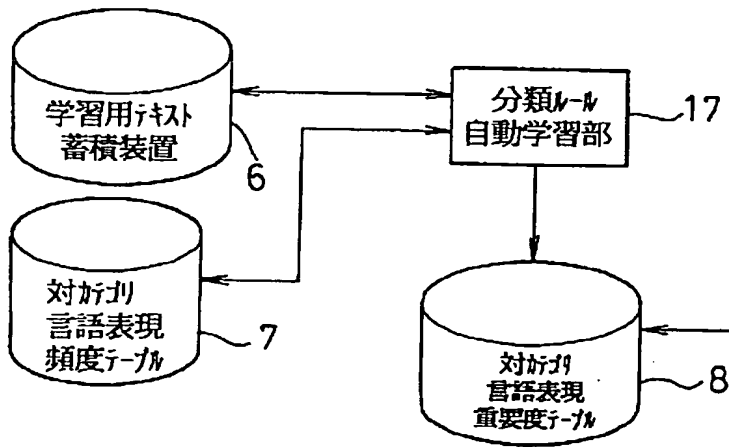 学習用テキスト
蓄積装置
6
分類ルール
自動学習部
17
対カテゴリ
言語表現
頻度テーブル
7
対カテゴリ
言語表現
重要度テーブル
8